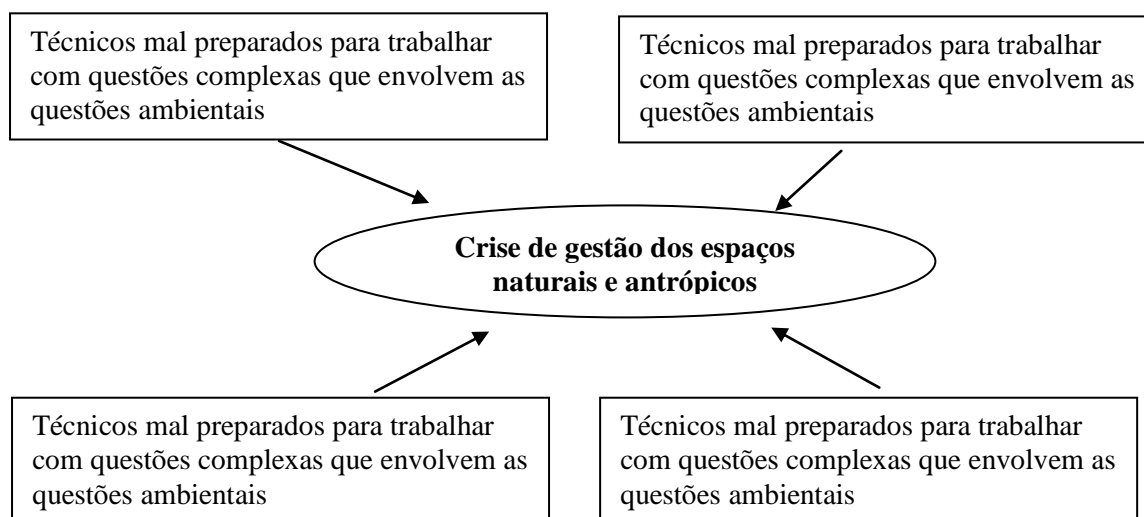 Técnicos mal preparados para trabalhar
com questões complexas que envolvem as
questões ambientais
Técnicos mal preparados para trabalhar
com questões complexas que envolvem as
questões ambientais
Crise de gestão dos espaços
naturais e antrópicos
Técnicos mal preparados para trabalhar
com questões complexas que envolvem as
questões ambientais
Técnicos mal preparados para trabalhar
com questões complexas que envolvem as
questões ambientais